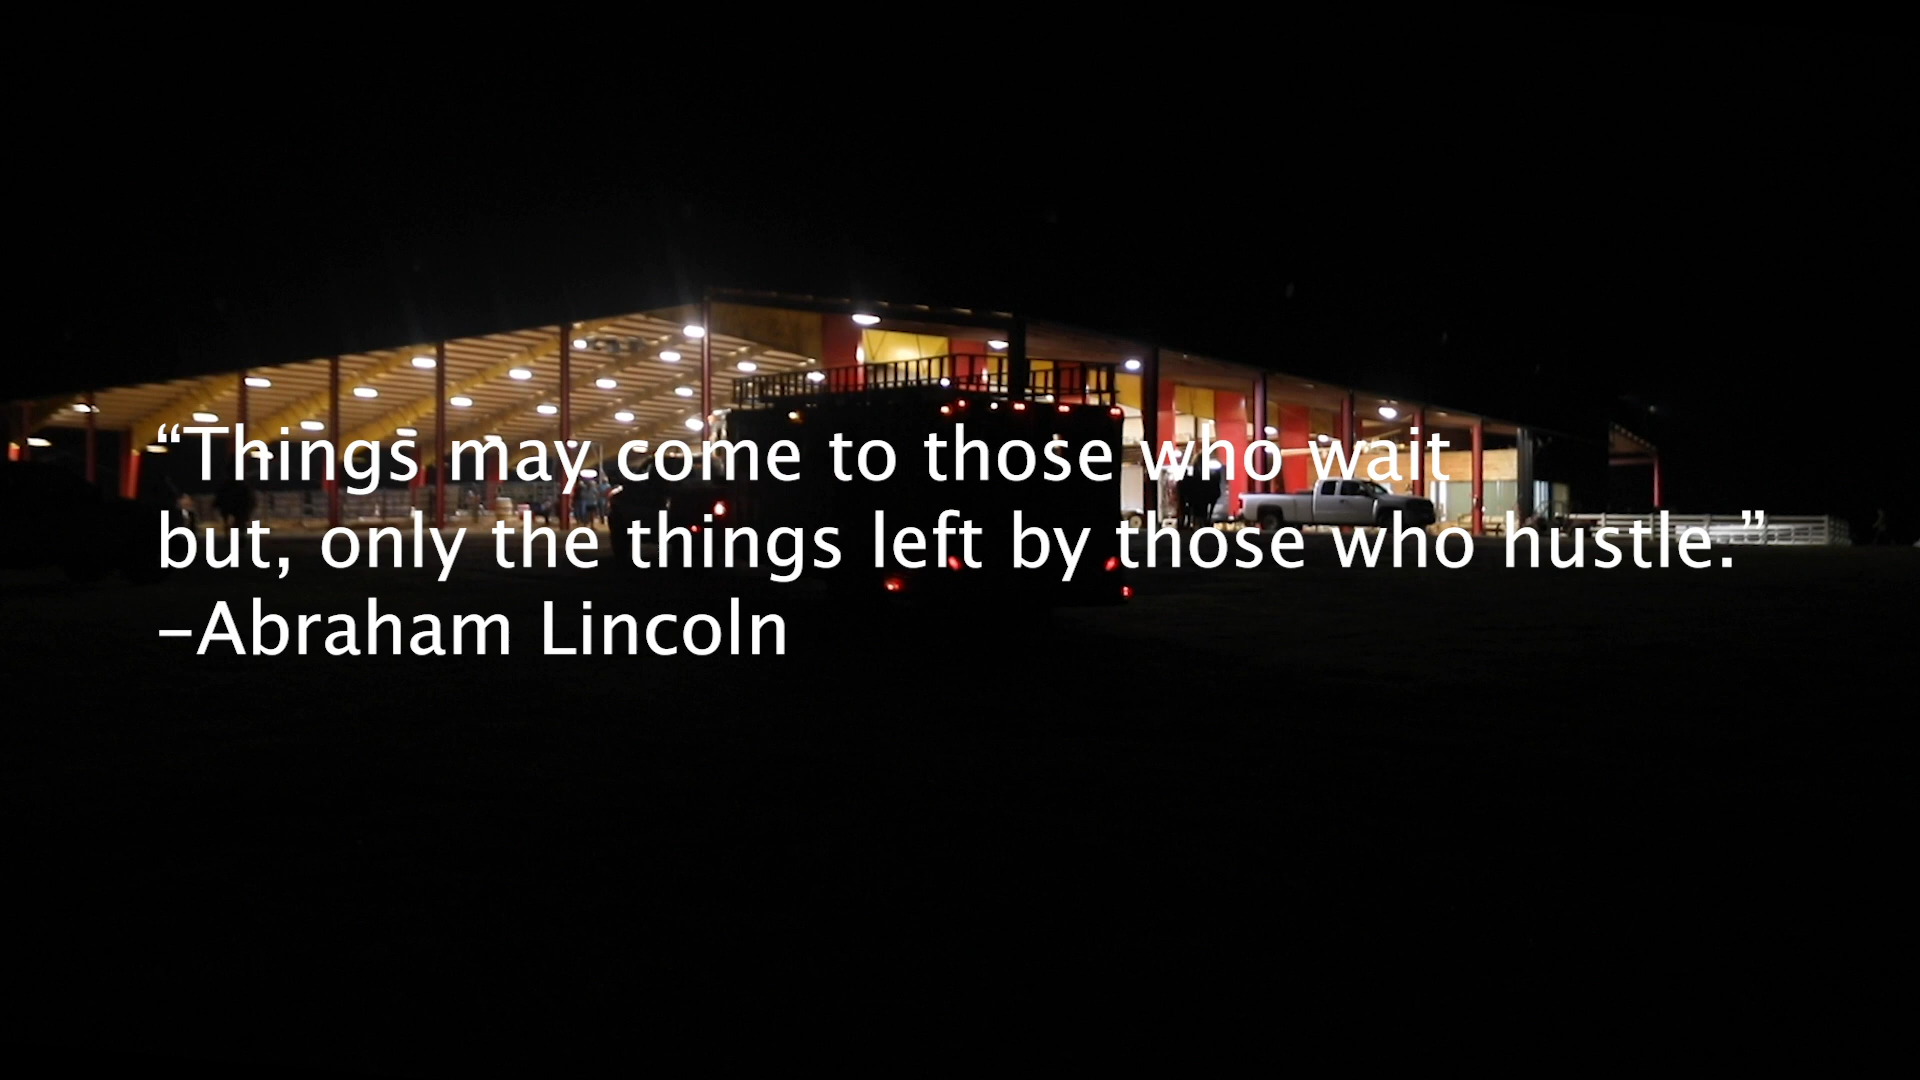 “Things may come to those who wait
but, only the things left by those who hustle.”
–Abraham Lincoln